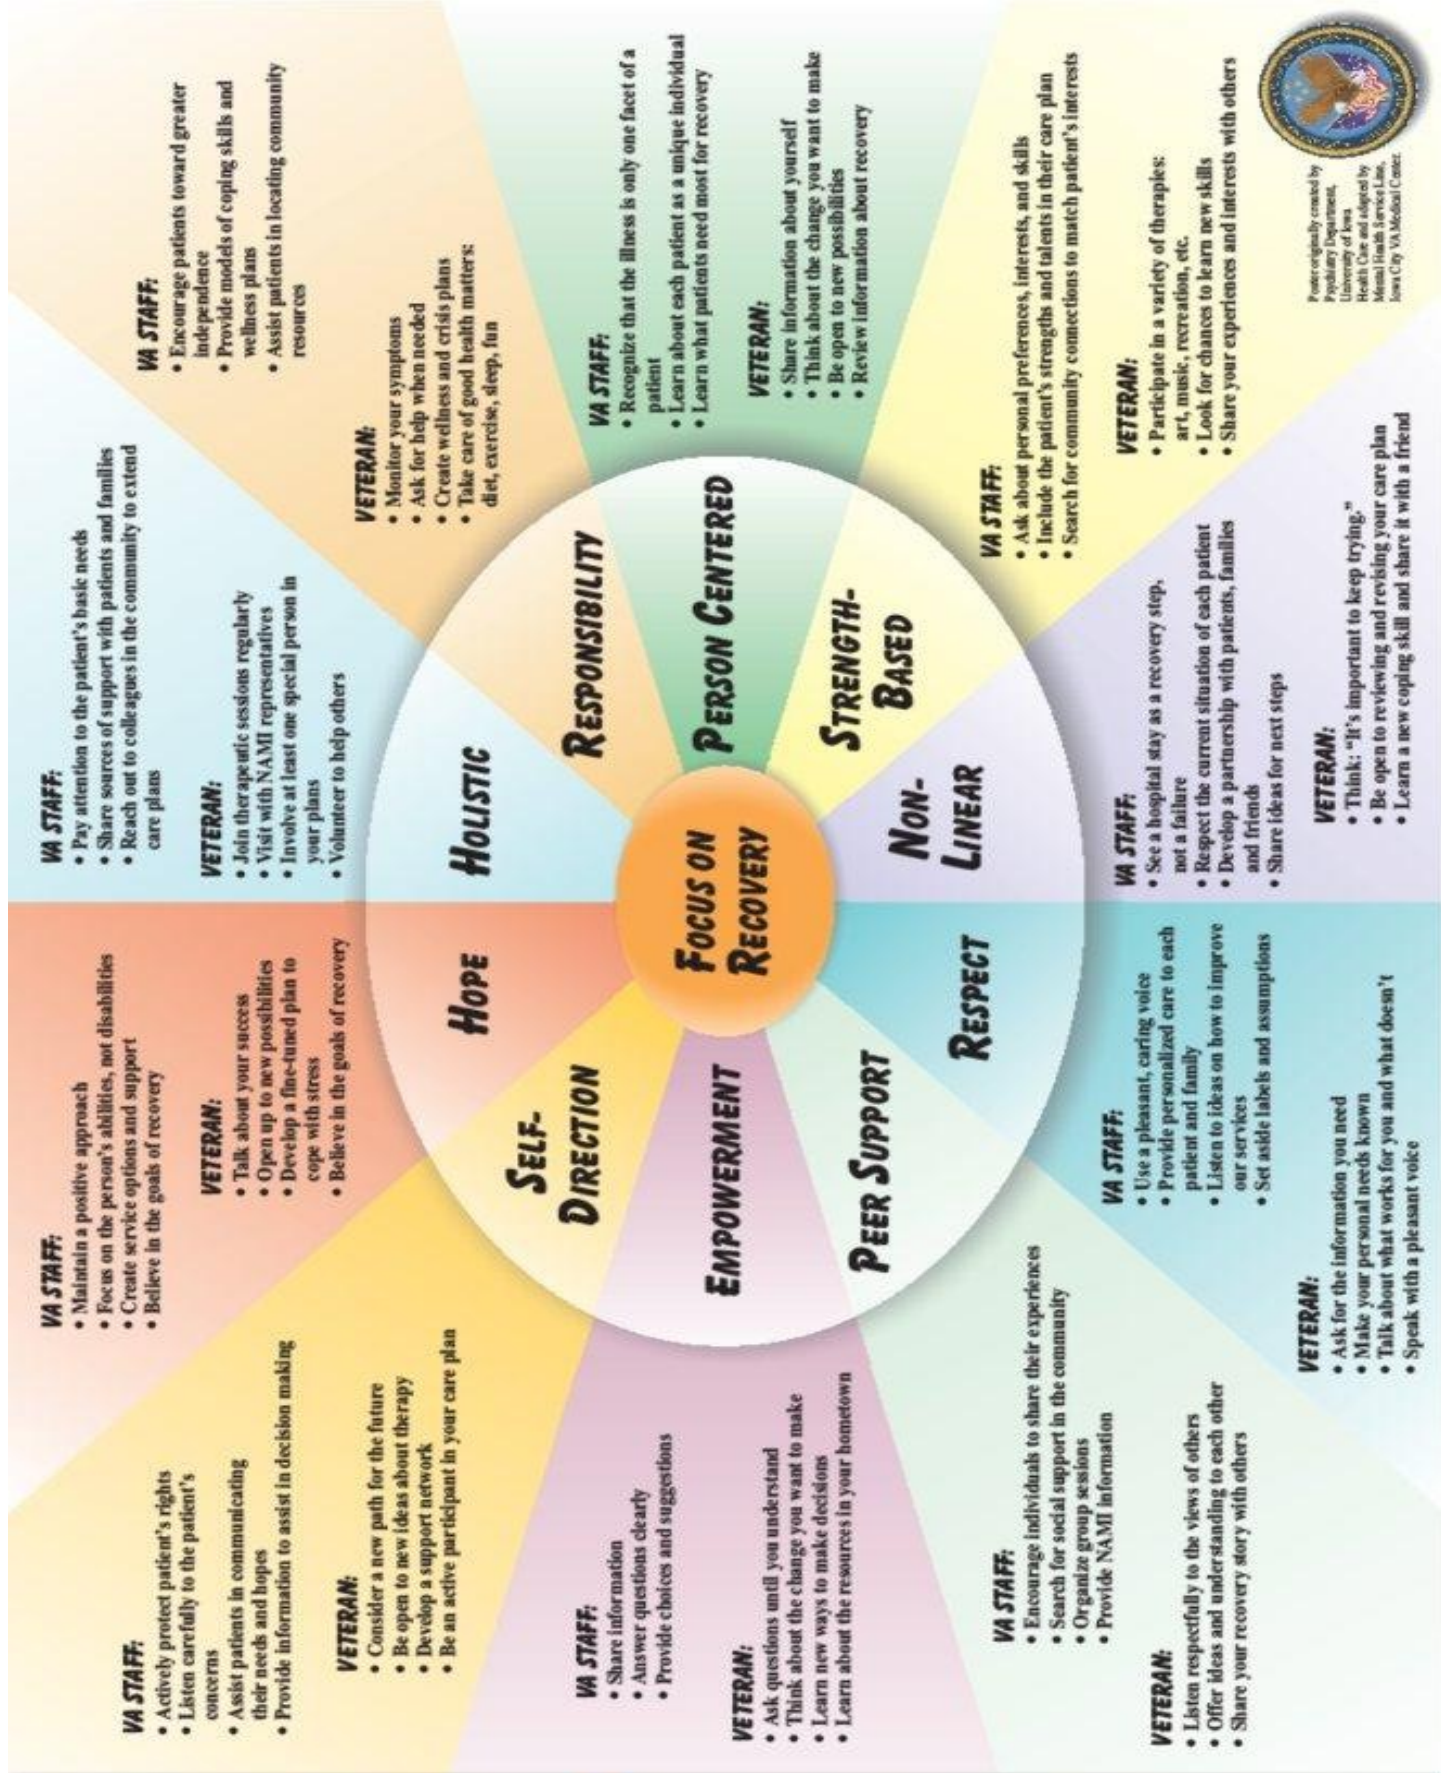 FOCUS ON
RECOVERY
HOPE
VA STAFF:
• Maintain a positive approach
• Focus on the person's abilities, not disabilities
• Create service options and support
• Believe in the goals of recovery
VETERAN:
• Talk about your success
• Open up to new possibilities
• Develop a fine-tuned plan to
cope with stress
• Believe in the goals of recovery
HOLISTIC
VA STAFF:
• Pay attention to the patient's basic needs
• Share sources of support with patients and families
• Reach out to colleagues in the community to extend
care plans
VETERAN:
• Join therapeutic sessions regularly
• Visit with NAMI representatives
• Involve at least one special person in
your plans
• Volunteer to help others
RESPONSIBILITY
VA STAFF:
• Encourage patients toward greater
independence
• Provide models of coping skills and
wellness plans
• Assist patients in locating community
resources
VETERAN:
• Monitor your symptoms
• Ask for help when needed
• Create wellness and crisis plans
• Take care of good health matters:
diet, exercise, sleep, fun
PERSON CENTERED
VA STAFF:
• Recognize that the illness is only one facet of a
patient
• Learn about each patient as a unique individual
• Learn what patients need most for recovery
VETERAN:
• Share information about yourself
• Think about the change you want to make
• Be open to new possibilities
• Review information about recovery
STRENGTH-
BASED
VA STAFF:
• Ask about personal preferences, interests, and skills
• Include the patient's strengths and talents in their care plan
• Search for community connections to match patient's interests
VETERAN:
• Participate in a variety of therapies:
art, music, recreation, etc.
• Look for chances to learn new skills
• Share your experiences and interests with others
NON-
LINEAR
VA STAFF:
• See a hospital stay as a recovery step,
not a failure
• Respect the current situation of each patient
• Develop a partnership with patients, families
and friends
• Share ideas for next steps
VETERAN:
• Think: "It's important to keep trying."
• Be open to reviewing and revising your care plan
• Learn a new coping skill and share it with a friend
RESPECT
VA STAFF:
• Use a pleasant, caring voice
• Provide personalized care to each
patient and family
• Listen to ideas on how to improve
our services
• Set aside labels and assumptions
VETERAN:
• Ask for the information you need
• Make your personal needs known
• Talk about what works for you and what doesn't
• Speak with a pleasant voice
PEER SUPPORT
VA STAFF:
• Encourage individuals to share their experiences
• Search for social support in the community
• Organize group sessions
• Provide NAMI information
VETERAN:
• Listen respectfully to the views of others
• Offer ideas and understanding to each other
• Share your recovery story with others
EMPOWERMENT
VA STAFF:
• Share information
• Answer questions clearly
• Provide choices and suggestions
VETERAN:
• Ask questions until you understand
• Think about the change you want to make
• Learn new ways to make decisions
• Learn about the resources in your hometown
SELF-
DIRECTION
VA STAFF:
• Actively protect patient's rights
• Listen carefully to the patient's
concerns
• Assist patients in communicating
their needs and hopes
• Provide information to assist in decision making
VETERAN:
• Consider a new path for the future
• Be open to new ideas about therapy
• Develop a support network
• Be an active participant in your care plan
Poster originally created by
Psychiatry Department,
University of Iowa
Health Care and adapted by
Mental Health Service Line,
Iowa City VA Medical Center.